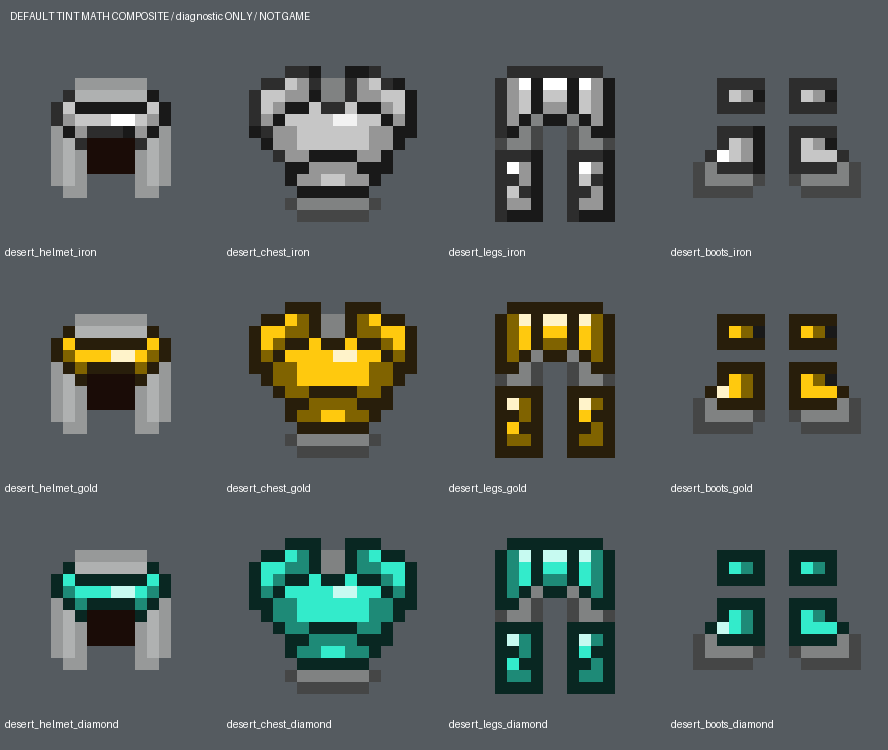 DEFAULT TINT MATH COMPOSITE / diagnostic ONLY / NOT GAME
desert_helmet_iron
desert_chest_iron
desert_legs_iron
desert_boots_iron
desert_helmet_gold
desert_chest_gold
desert_legs_gold
desert_boots_gold
desert_helmet_diamond
desert_chest_diamond
desert_legs_diamond
desert_boots_diamond